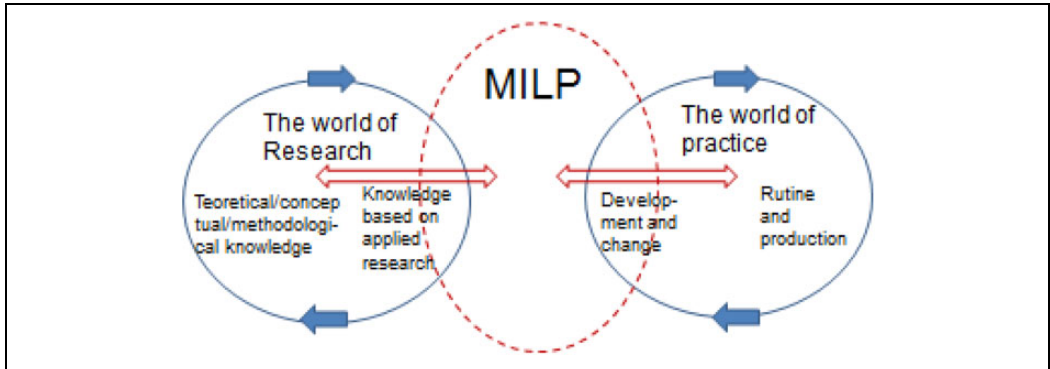 MILP
The world of
Research
Teoretical/concep
tual/methodologi-
cal knowledge
Knowledge
based on
applied
research
The world of
practice
Develop-
ment and
change
Rutine
and
production